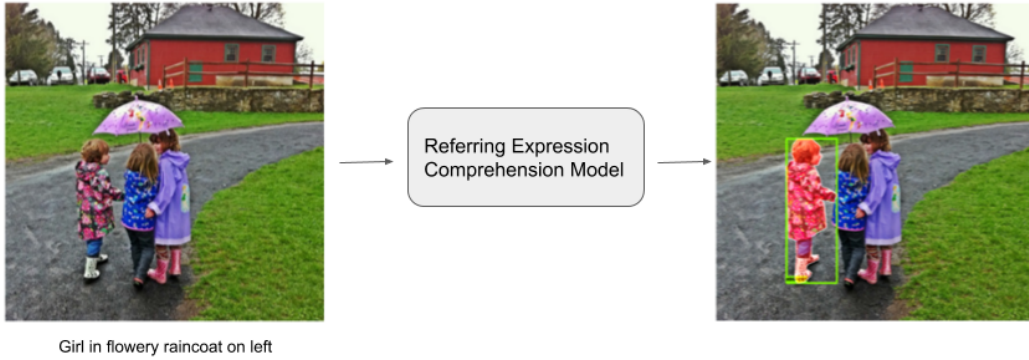 Referring Expression
Comprehension Model
Girl in flowery raincoat on left